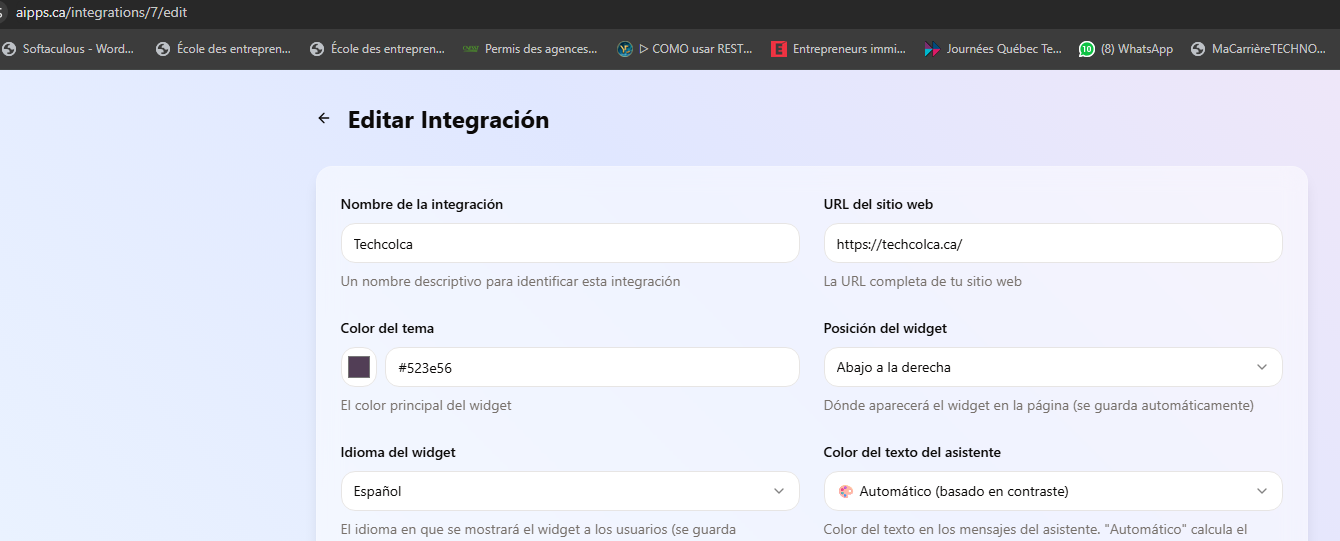 aipps.ca/integrations/7/edit
Softaculous - Word...
École des entrepren...
École des entrepren...
Permis des agences...
▷ COMO usar REST...
Entrepreneurs immi...
Journées Québec Te...
(8) WhatsApp
MaCarrièreTECHNO...
Editar Integración
Nombre de la integración
URL del sitio web
Techcolca
https://techcolca.ca/
Un nombre descriptivo para identificar esta integración
La URL completa de tu sitio web
Color del tema
Posición del widget
#523e56
Abajo a la derecha
El color principal del widget
Dónde aparecerá el widget en la página (se guarda automáticamente)
Idioma del widget
Color del texto del asistente
Español
Automático (basado en contraste)
El idioma en que se mostrará el widget a los usuarios (se guarda
Color del texto en los mensajes del asistente. "Automático" calcula el